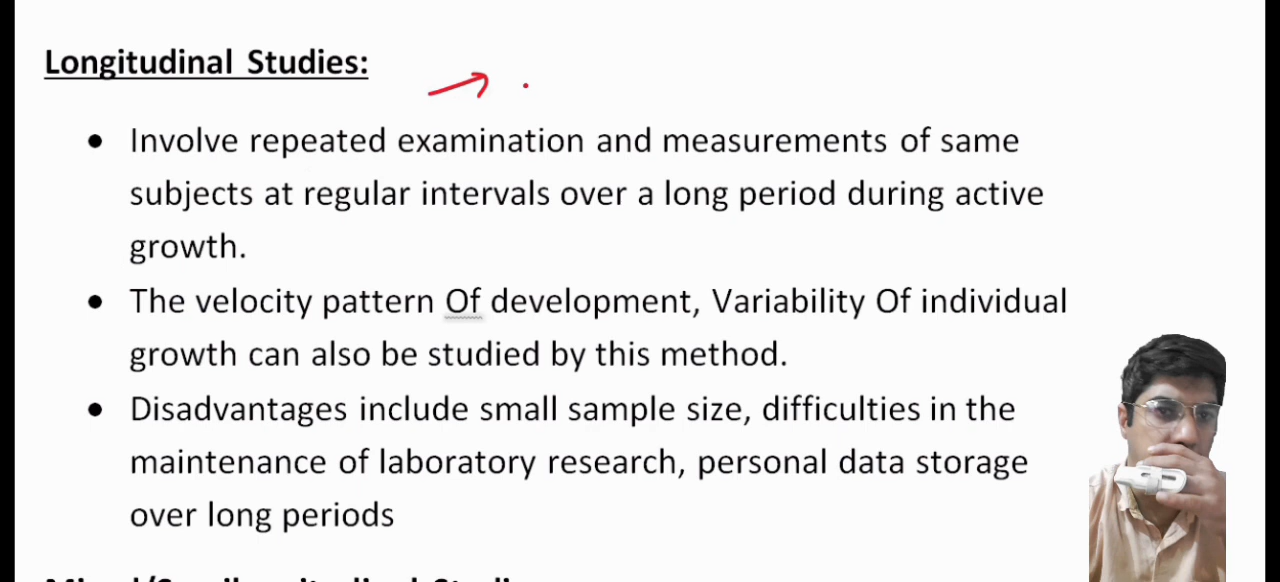 Longitudinal Studies:
• Involve repeated examination and measurements of same
subjects at regular intervals over a long period during active
growth.
• The velocity pattern Of development, Variability Of individual
growth can also be studied by this method.
• Disadvantages include small sample size, difficulties in the
maintenance of laboratory research, personal data storage
over long periods